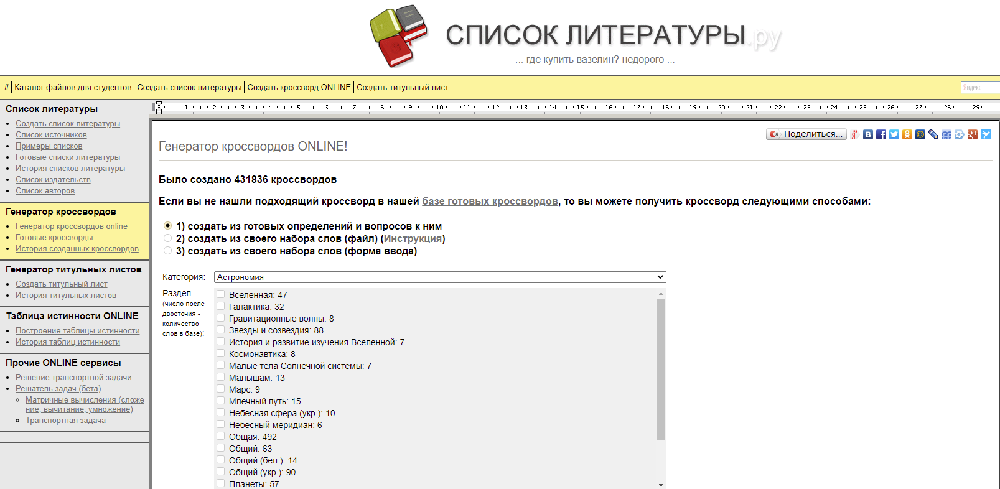 СПИСОК ЛИТЕРАТУРЫ.ру
... где купить вазелин? недорого ...
# Каталог файлов для студентов Создать список литературы Создать кроссворд ONLINE Создать титульный лист
Яндекс
Список литературы
Создать список литературы
Список источников
Примеры списков
Готовые списки литературы
История списков литературы
Список издательств
Список авторов
Генератор кроссвордов
Генератор кроссвордов online
Готовые кроссворды
История созданных кроссвордов
Генератор титульных листов
Создать титульный лист
История титульных листов
Таблица истинности ONLINE
Построение таблицы истинности
История таблиц истинности
Прочие ONLINE сервисы
Решение транспортной задачи
Решатель задач (бета)
Матричные вычисления (сложе
ние, вычитание, умножение)
Транспортная задача
1 2 3 4 5 6 7 8 9 10 11 12 13 14 15 16 17 18 19 20 21 22 23 24 25 26 27 28 29
Поделиться...
Генератор кроссвордов ONLINE!
Было создано 431836 кроссвордов
Если вы не нашли подходящий кроссворд в нашей базе готовых кроссвордов, то вы можете получить кроссворд следующими способами:
1) создать из готовых определений и вопросов к ним
2) создать из своего набора слов (файл) (Инструкция)
3) создать из своего набора слов (форма ввода)
Категория: Астрономия
Раздел
(число после
двоеточия -
количество
слов в базе):
Вселенная: 47
Галактика: 32
Гравитационные волны: 8
Звезды и созвездия: 88
История и развитие изучения Вселенной: 7
Космонавтика: 8
Малые тела Солнечной системы: 7
Малышам: 13
Марс: 9
Млечный путь: 15
Небесная сфера (укр.): 10
Небесный меридиан: 6
Общая: 492
Общий: 63
Общий (бел.): 14
Общий (укр.): 90
Планеты: 57